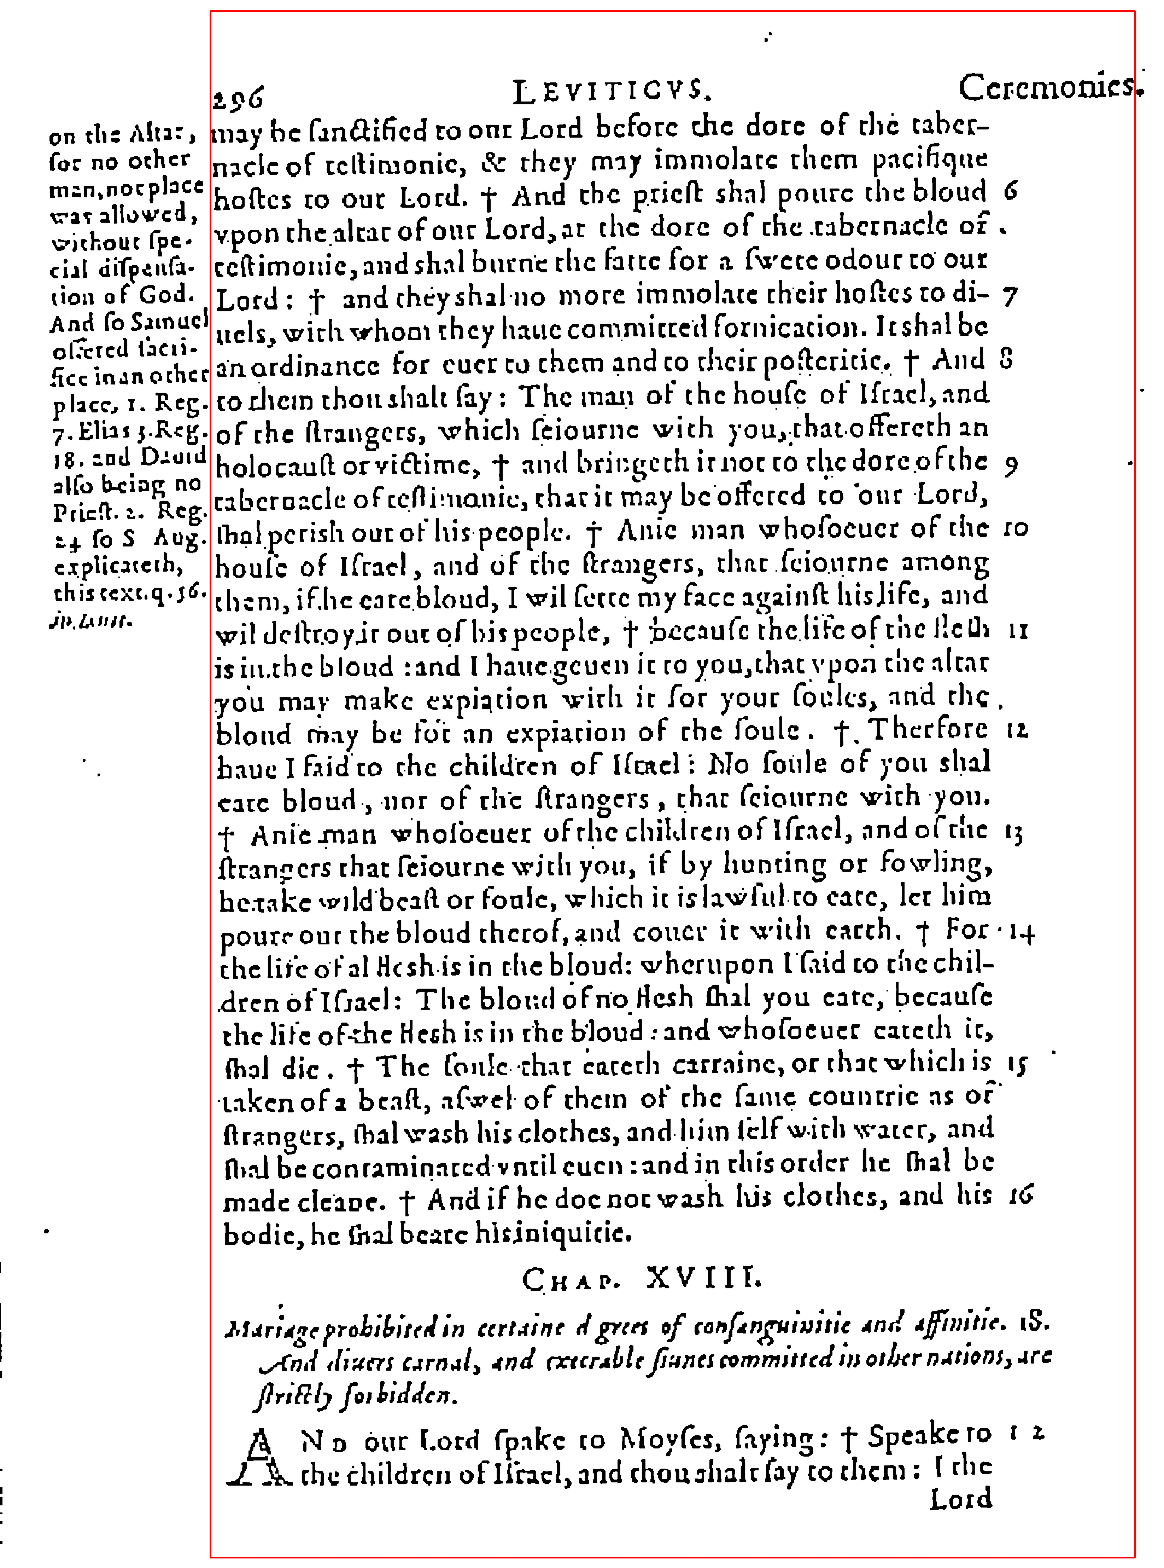 296 LEVITICVS. Ceremonies.
on the Altar,
for no other
man, not place
was allowed,
without spe-
cial dispensa-
tion of God.
And so Samuel
offered sacri-
fice in an other
place, 1. Reg.
7. Elias 3. Reg.
18. and Dauid
also being no
Priest. 2. Reg.
24 so S Aug.
explicateth,
this text. q. 56.
in Leuit.
may be sanctified to our Lord before the dore of the taber-
nacle of testimonie, & they may immolate them pacifique
hostes to our Lord. † And the priest shal poure the bloud 6
vpon the altar of our Lord, at the dore of the tabernacle of
testimonie, and shal burne the fatte for a swete odour to our
Lord: † and they shal no more immolate their hostes to di- 7
uels, with whom they haue committed fornication. It shal be
an ordinance for euer to them and to their posteritie. † And 8
to them thou shalt say: The man of the house of Israel, and
of the strangers, which seiourne with you, that offereth an
holocaust or victime, † and bringeth it not to the dore of the 9
tabernacle of testimonie, that it may be offered to our Lord,
shal perish out of his people. † Anie man whosoeuer of the 10
house of Israel, and of the strangers, that seiourne among
them, if he eate bloud, I wil sette my face against his life, and
wil destroy it out of his people, † because the life of the flesh 11
is in the bloud: and I haue geuen it to you, that vpon the altar
you may make expiation with it for your soules, and the
bloud may be for an expiation of the soule. † Therfore 12
haue I said to the children of Israel: No soule of you shal
eate bloud, nor of the strangers, that seiourne with you.
† Anie man whosoeuer of the children of Israel, and of the 13
strangers that seiourne with you, if by hunting or fowling,
he take wild beast or foule, which it is lawful to eate, let him
poure out the bloud therof, and couer it with earth. † For 14
the life of al flesh is in the bloud: wherupon I said to the chil-
dren of Israel: The bloud of no flesh shal you eate, because
the life of the flesh is in the bloud: and whosoeuer eateth it,
shal die. † The soule that eateth carraine, or that which is 15
taken of a beast, aswel of them of the same countrie as of
strangers, shal wash his clothes, and him self with water, and
shal be contaminated vntil euen: and in this order he shal be
made cleane. † And if he doe not wash his clothes, and his 16
bodie, he shal beare his iniquitie.
CHAP. XVIII.
Mariage prohibited in certaine d grees of consanguinitie and affinitie. 18.
And diuers carnal, and execrable sinnes committed in other nations, are
strictly forbidden.
AND our Lord spake to Moyses, saying: † Speake to 1 2
the children of Israel, and thou shalt say to them: I the
Lord